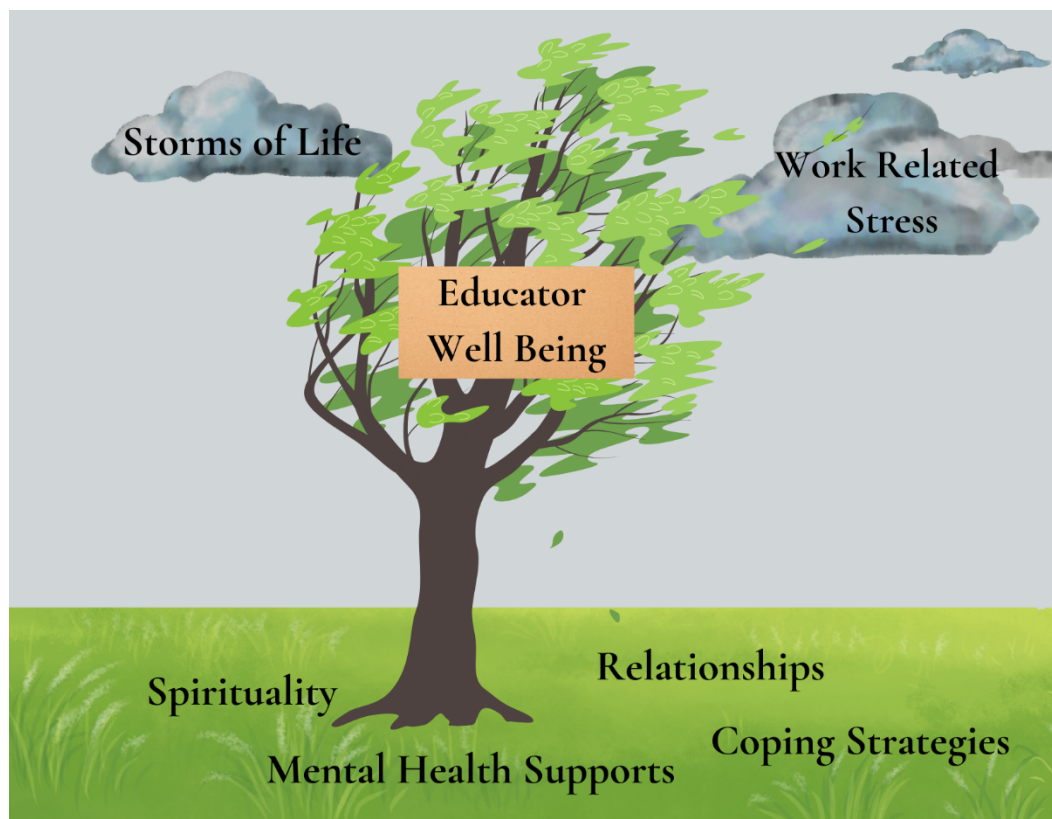 Storms of Life
Work Related
Stress
Educator
Well Being
Relationships
Spirituality
Coping Strategies
Mental Health Supports